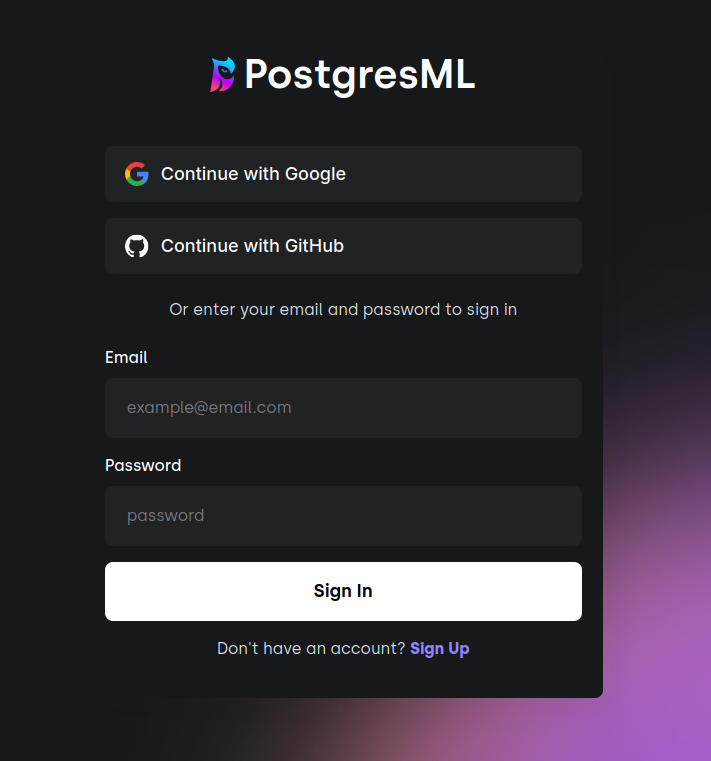 PostgresML
Continue with Google
Continue with GitHub
Or enter your email and password to sign in
Email
example@email.com
Password
password
Sign In
Don't have an account? Sign Up